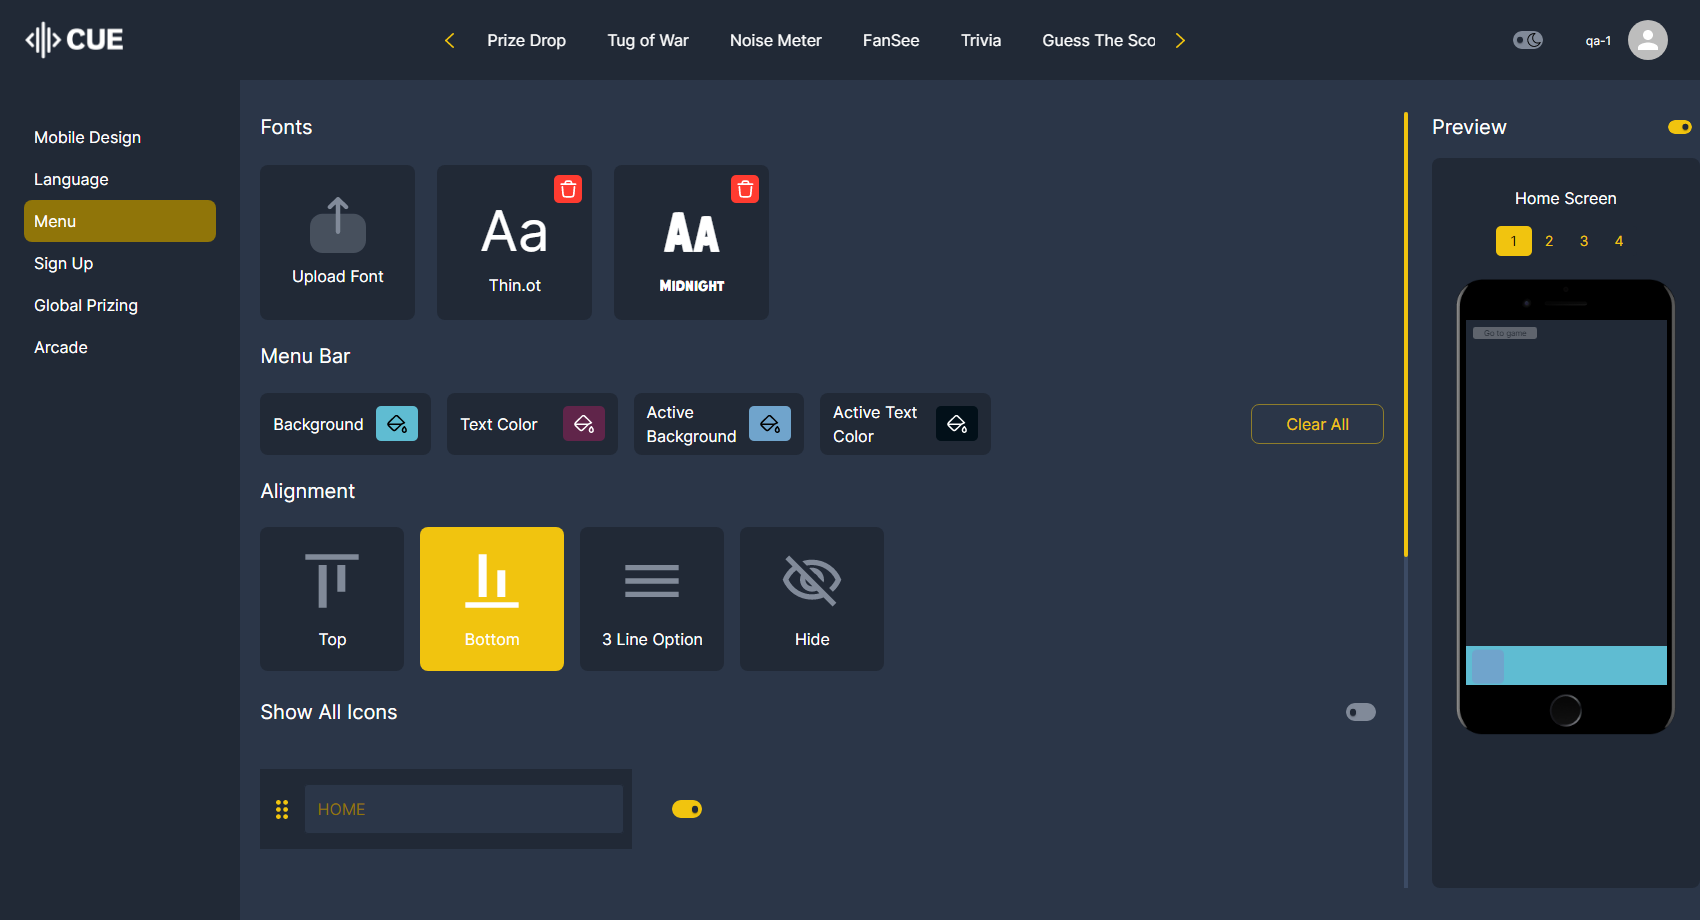 CUE
Prize Drop
Tug of War
Noise Meter
FanSee
Trivia
Guess The Sco
qa-1
Mobile Design
Language
Menu
Sign Up
Global Prizing
Arcade
Fonts
Upload Font
Aa
Thin.ot
AA
MIDNIGHT
Menu Bar
Background
Text Color
Active
Background
Active Text
Color
Clear All
Alignment
Top
Bottom
3 Line Option
Hide
Show All Icons
HOME
Preview
Home Screen
1
2
3
4
Go to game